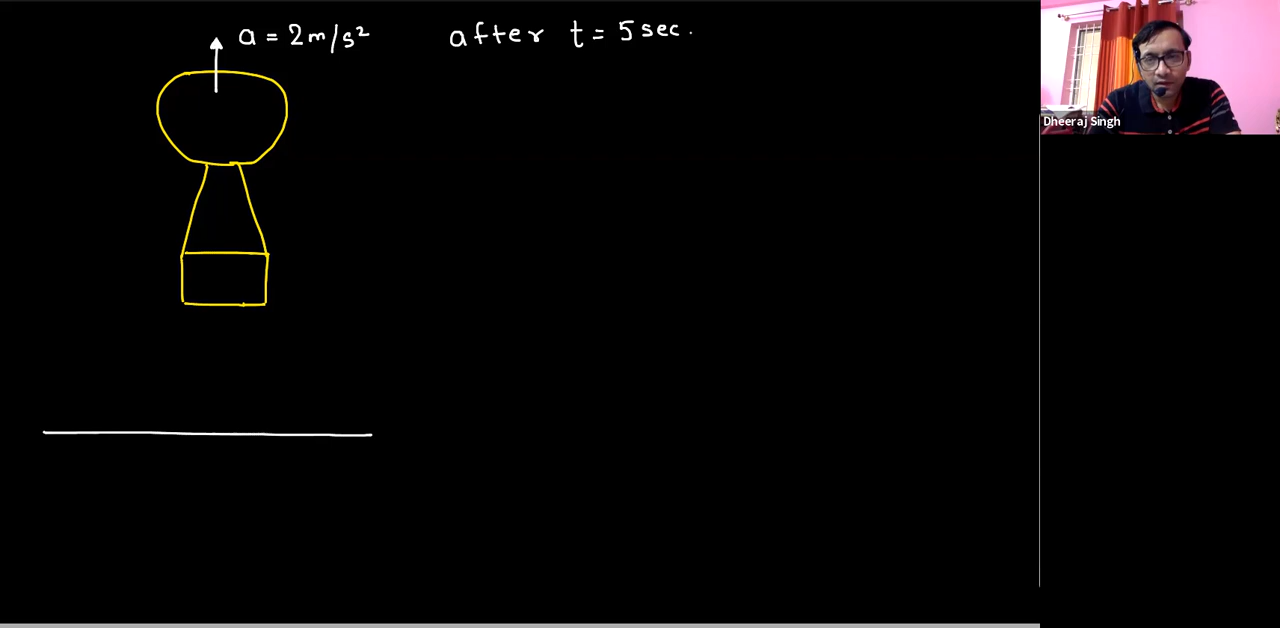 a = 2m/s² after t = 5 sec.
Dheeraj Singh